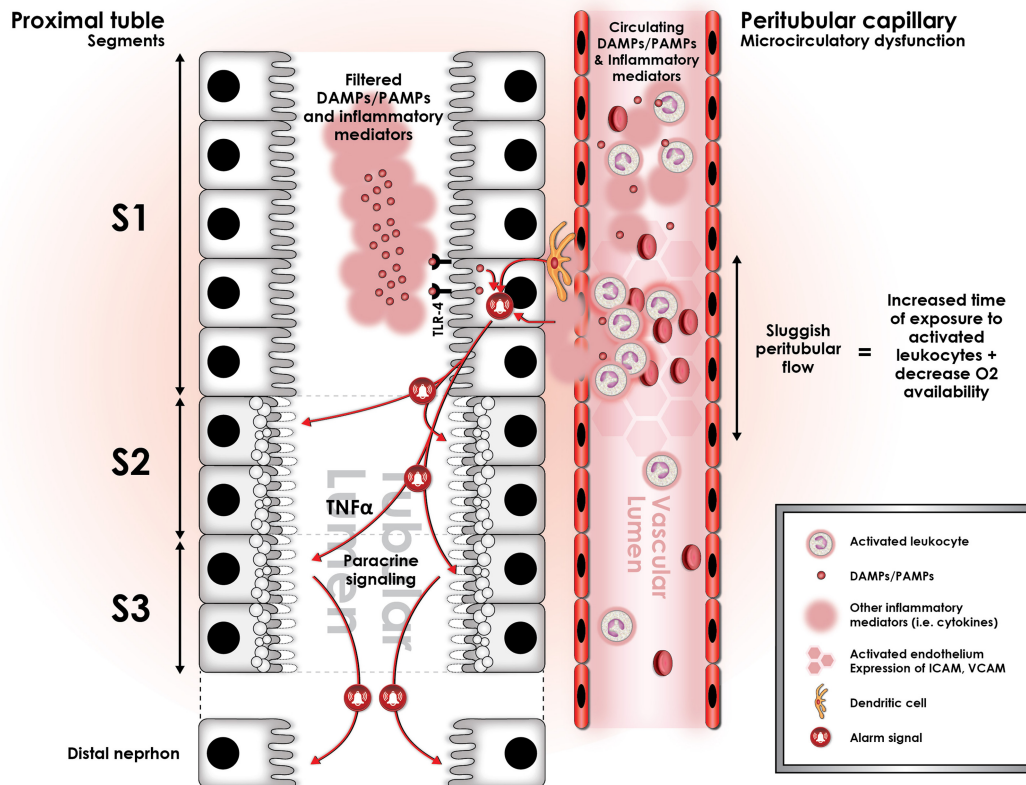 Proximal tuble
Segments
Peritubular capillary
Microcirculatory dysfunction
Circulating
DAMPs/PAMPs
& Inflammatory
mediators
Filtered
DAMPs/PAMPs
and inflammatory
mediators
S1
TLR-4
Sluggish
peritubular
flow
=
Increased time
of exposure to
activated
leukocytes +
decrease O2
availability
S2
TNFα
Tubular
Lumen
Vascular
Lumen
S3
Paracrine
signaling
Distal neprhon
Activated leukocyte
DAMPs/PAMPs
Other inflammatory
mediators (i.e. cytokines)
Activated endothelium
Expression of ICAM, VCAM
Dendritic cell
Alarm signal